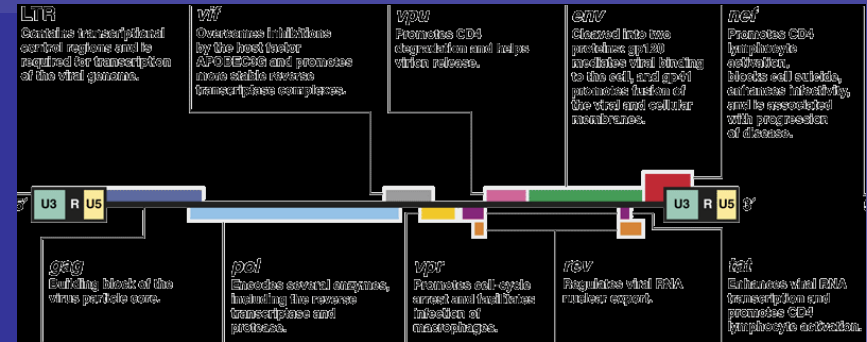 LTR
Contains transcriptional
control regions and is
required for transcription
of the viral genome.
vif
Overcomes inhibitions
by the host factor
APOBEC3G and promotes
more stable reverse
transcriptase complexes.
vpu
Promotes CD4
degradation and helps
virion release.
env
Cleaved into two
proteins: gp120
mediates viral binding
to the cell, and gp41
promotes fusion of
the viral and cellular
membranes.
nef
Promotes CD4
lymphocyte
activation,
blocks cell suicide,
enhances infectivity,
and is associated
with progression
of disease.
5′ U3 R U5 U3 R U5 3′
gag
Building block of the
virus particle core.
pol
Encodes several enzymes,
including the reverse
transcriptase and
protease.
vpr
Promotes cell-cycle
arrest and facilitates
infection of
macrophages.
rev
Regulates viral RNA
nuclear export.
tat
Enhances viral RNA
transcription and
promotes CD4
lymphocyte activation.